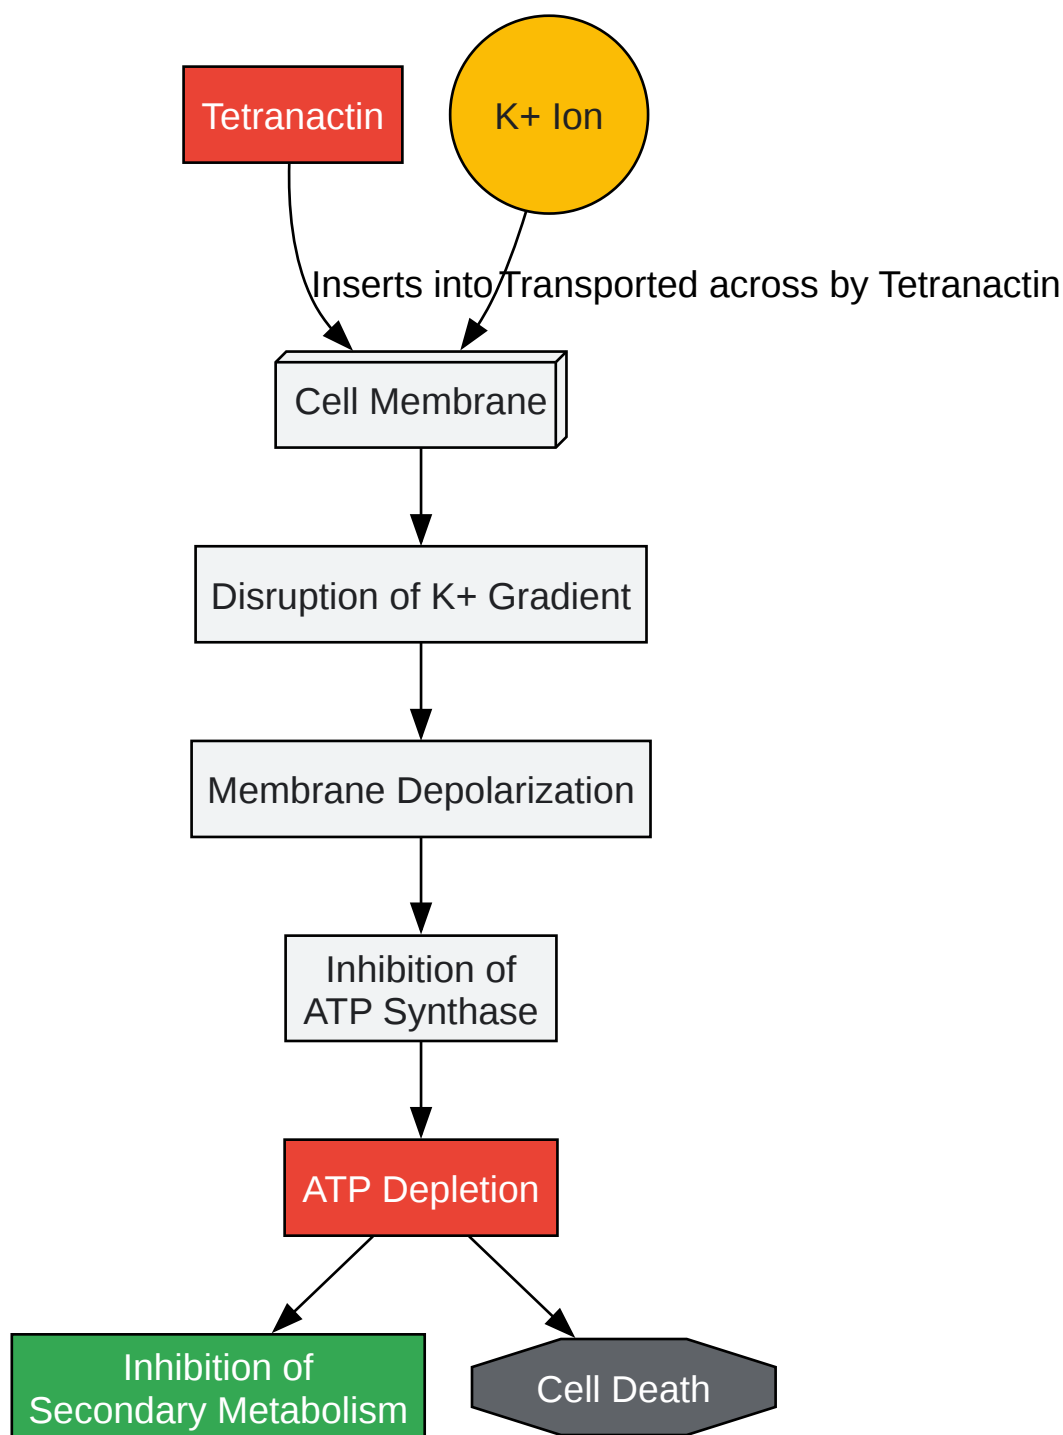 Tetranactin
K+ Ion
Inserts into
Transported across by Tetranactin
Cell Membrane
Disruption of K+ Gradient
Membrane Depolarization
Inhibition of
ATP Synthase
ATP Depletion
Inhibition of
Secondary Metabolism
Cell Death